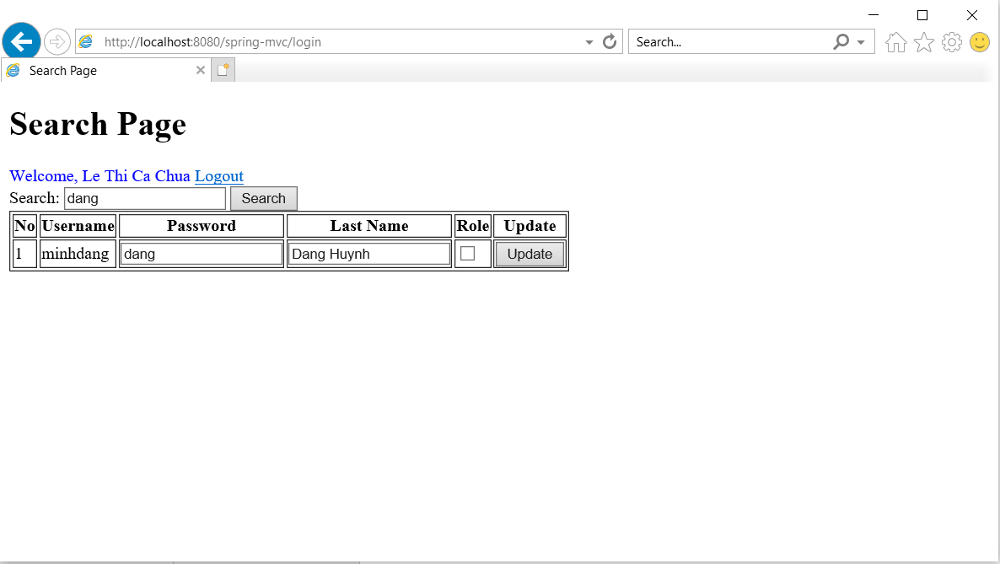 http://localhost:8080/spring-mvc/login
Search...
Search Page
Search Page
Welcome, Le Thi Ca Chua Logout
Search: dang Search
No Username Password Last Name Role Update
1 minhdang dang Dang Huynh Update